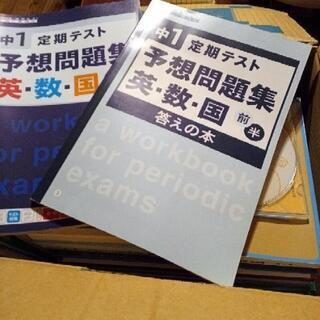 中1 定期テスト
予想問題集
英・数・国
中1 定期テスト
予想問題集
英・数・国 前半
答えの本
a workbook
for periodic
exams